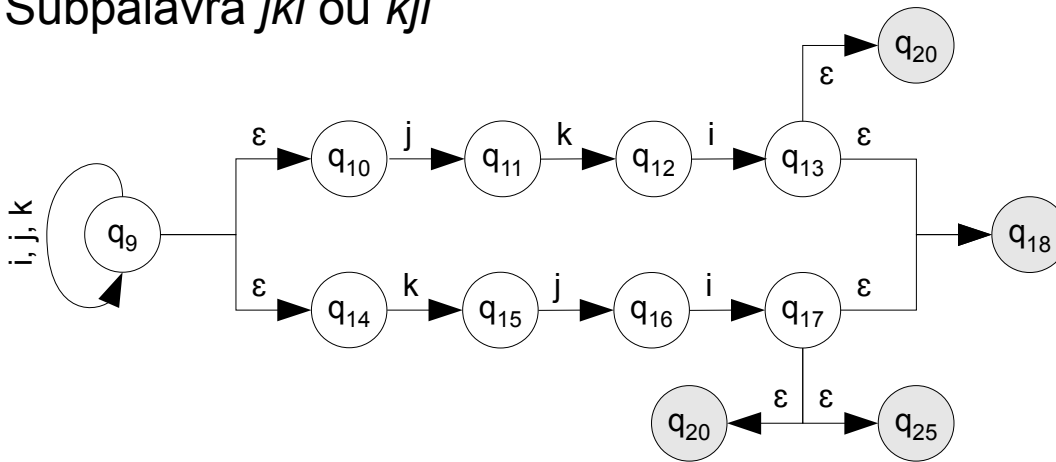 Subpalavra jki ou kji
q20
ε
ε j k i ε
q10 q11 q12 q13
i, j, k
q9
q18
ε k j i ε
q14 q15 q16 q17
ε ε
q20 q25